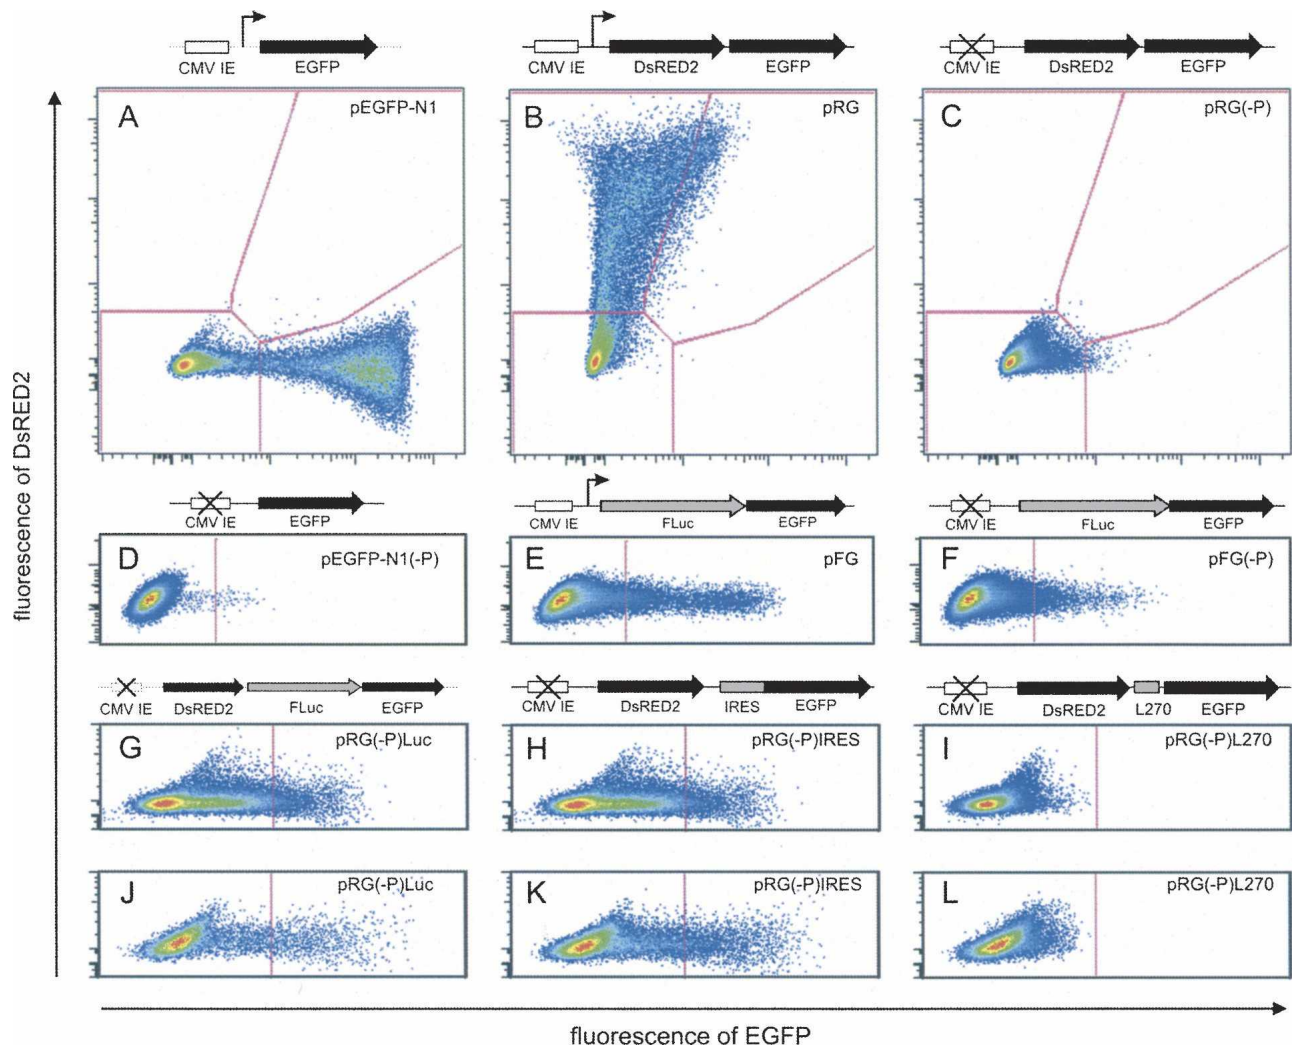 CMV IE EGFP
CMV IE DsRED2 EGFP
CMV IE DsRED2 EGFP
A pEGFP-N1
B pRG
C pRG(-P)
CMV IE EGFP
CMV IE FLuc EGFP
CMV IE FLuc EGFP
D pEGFP-N1(-P)
E pFG
F pFG(-P)
CMV IE DsRED2 FLuc EGFP
CMV IE DsRED2 IRES EGFP
CMV IE DsRED2 L270 EGFP
G pRG(-P)Luc
H pRG(-P)IRES
I pRG(-P)L270
J pRG(-P)Luc
K pRG(-P)IRES
L pRG(-P)L270
fluorescence of DsRED2
fluorescence of EGFP